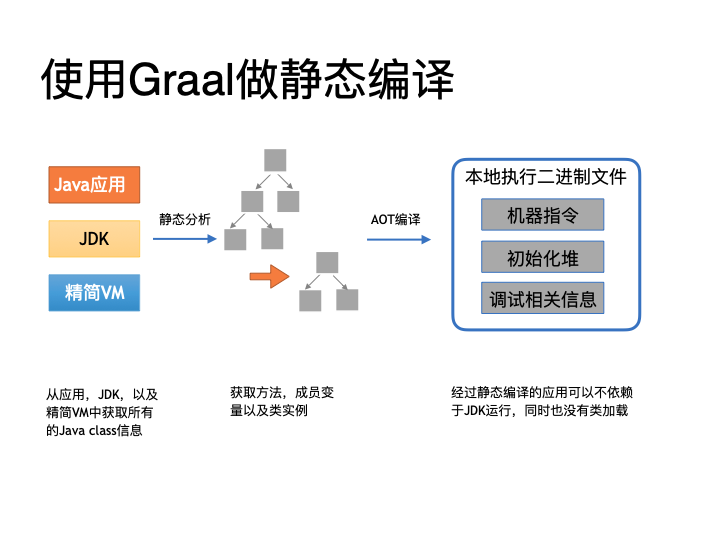 使用Graal做静态编译
Java应用
JDK
精简VM
静态分析
AOT编译
本地执行二进制文件
机器指令
初始化堆
调试相关信息
从应用，JDK，以及
精简VM中获取所有
的Java class信息
获取方法，成员变
量以及类实例
经过静态编译的应用可以不依赖
于JDK运行，同时也没有类加载